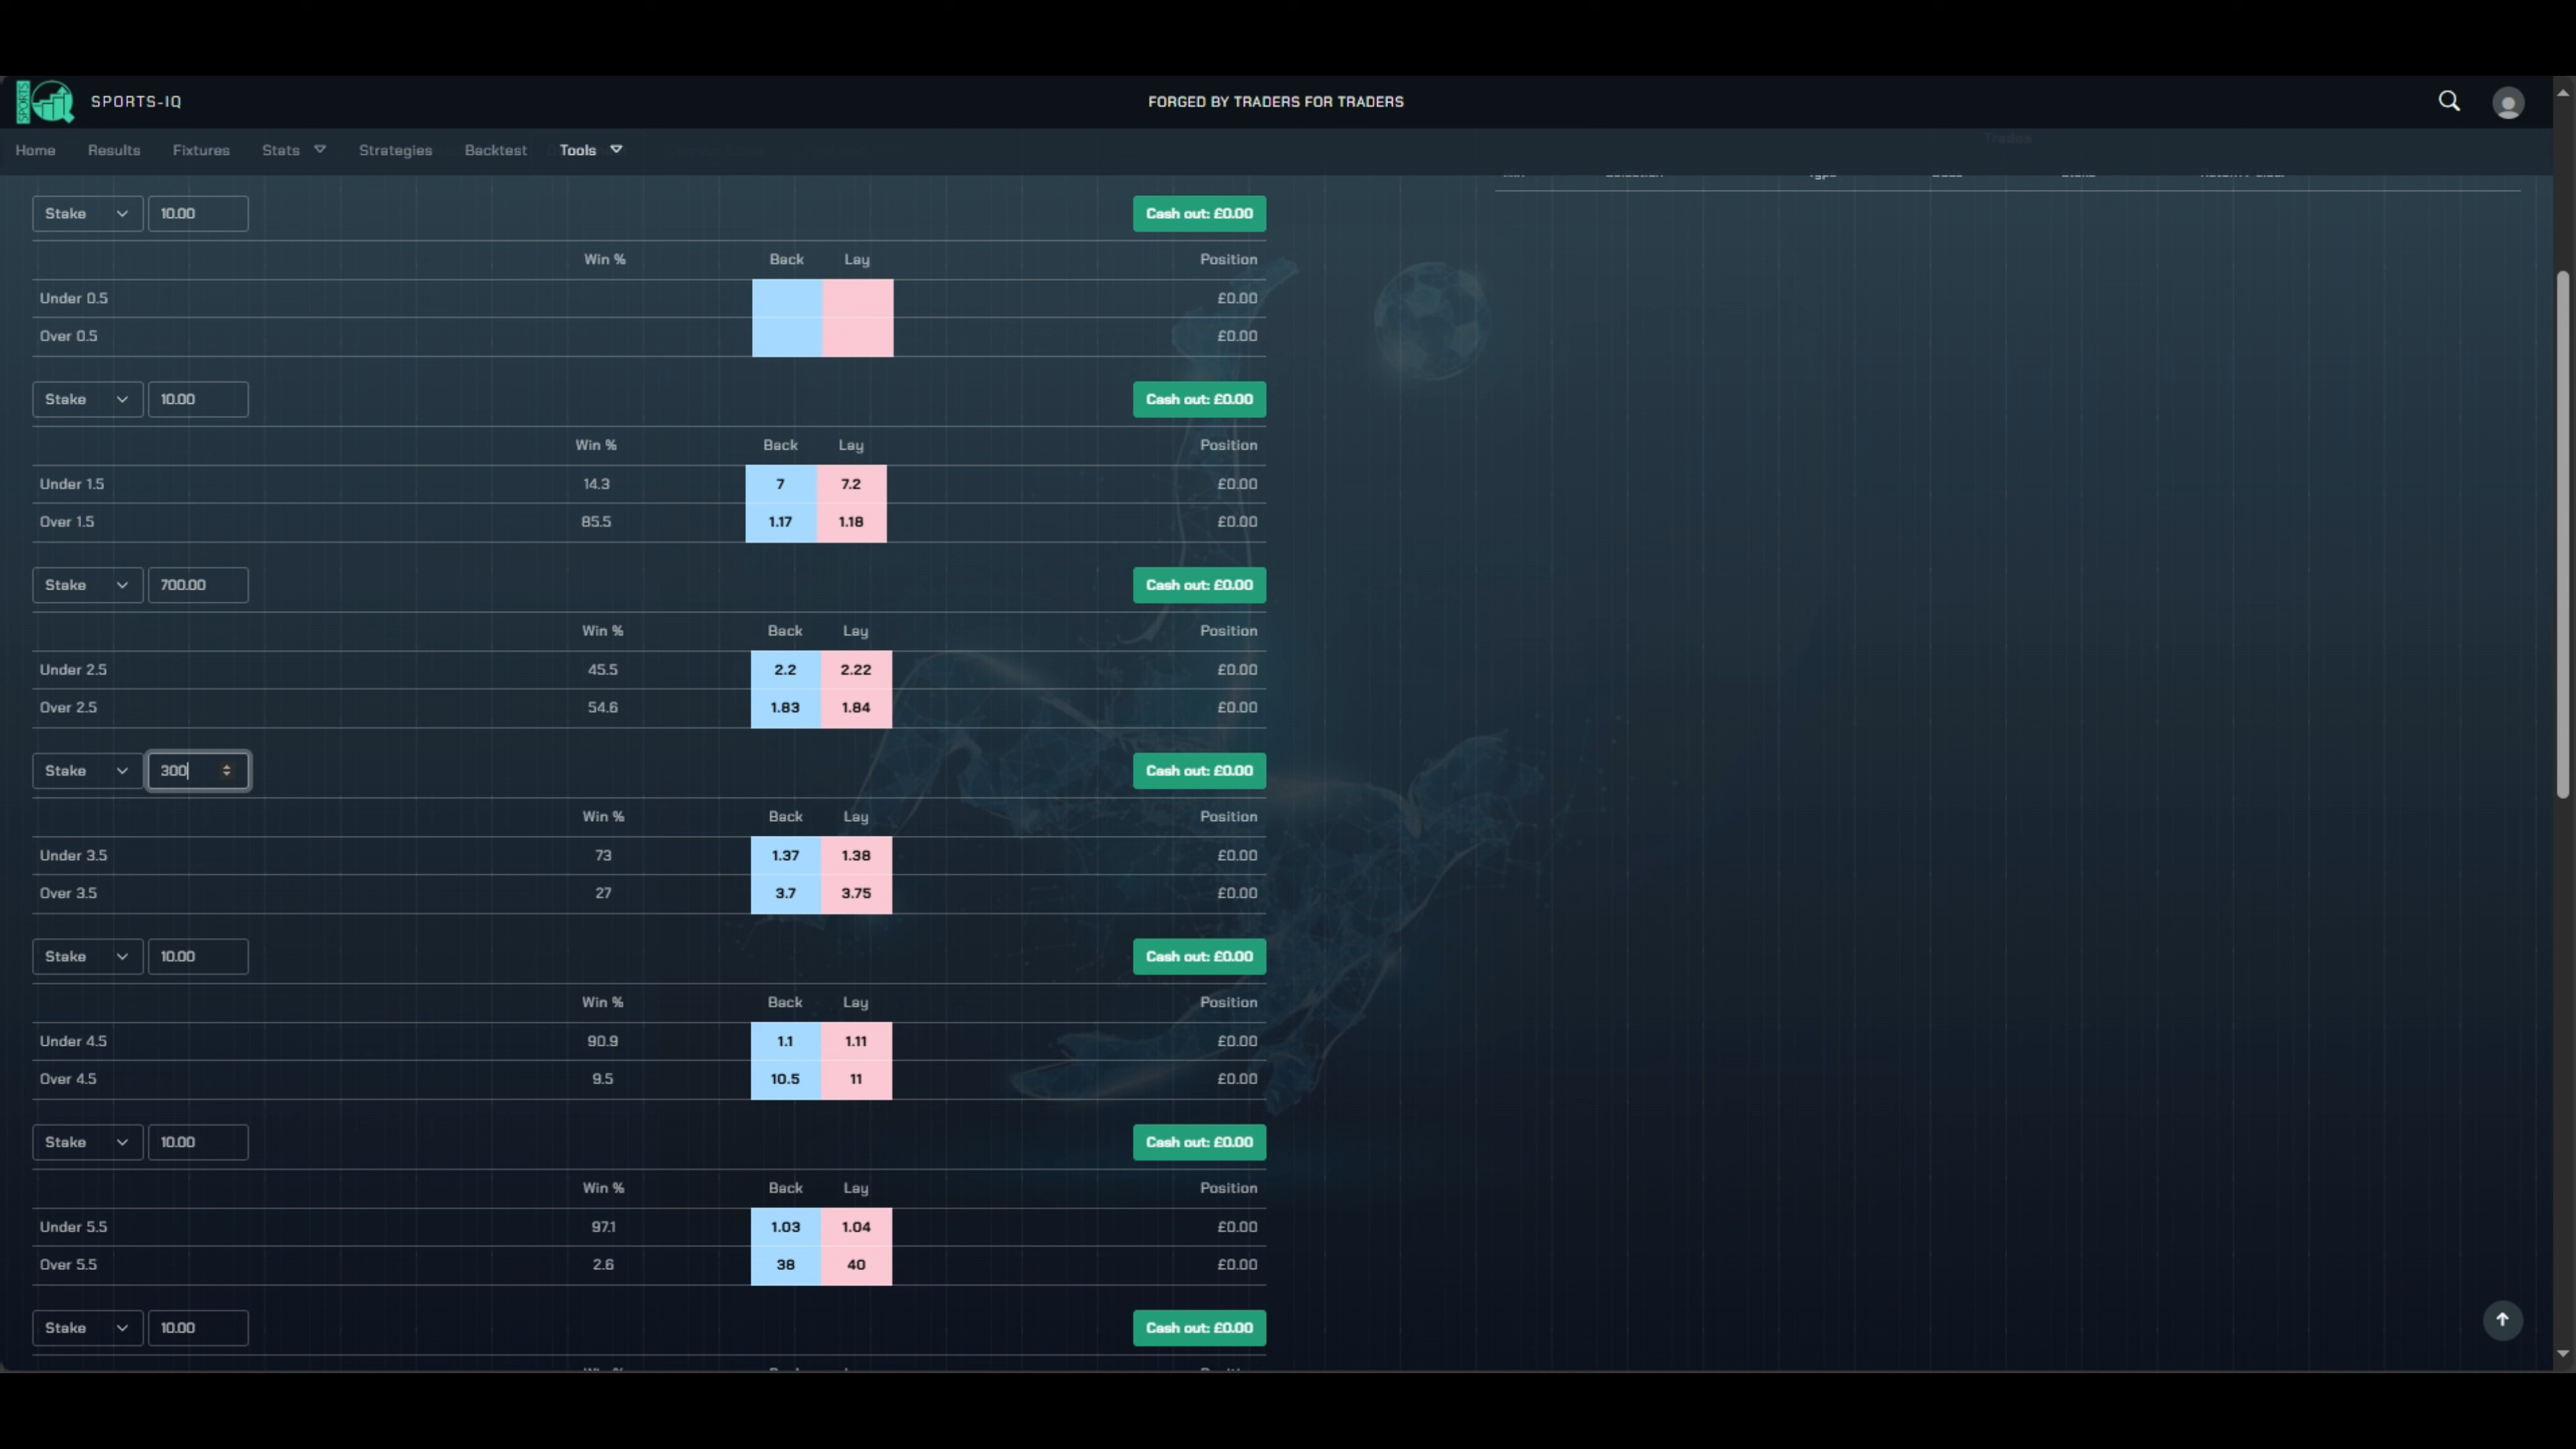 SPORTS
SPORTS-IQ
FORGED BY TRADERS FOR TRADERS
Home Results Fixtures Stats Strategies Backtest Tools
Trades
Stake 10.00 Cash out: £0.00
Win % Back Lay Position
Under 0.5 £0.00
Over 0.5 £0.00
Stake 10.00 Cash out: £0.00
Win % Back Lay Position
Under 1.5 14.3 7 7.2 £0.00
Over 1.5 85.5 1.17 1.18 £0.00
Stake 700.00 Cash out: £0.00
Win % Back Lay Position
Under 2.5 45.5 2.2 2.22 £0.00
Over 2.5 54.6 1.83 1.84 £0.00
Stake 300 Cash out: £0.00
Win % Back Lay Position
Under 3.5 73 1.37 1.38 £0.00
Over 3.5 27 3.7 3.75 £0.00
Stake 10.00 Cash out: £0.00
Win % Back Lay Position
Under 4.5 90.9 1.1 1.11 £0.00
Over 4.5 9.5 10.5 11 £0.00
Stake 10.00 Cash out: £0.00
Win % Back Lay Position
Under 5.5 97.1 1.03 1.04 £0.00
Over 5.5 2.6 38 40 £0.00
Stake 10.00 Cash out: £0.00